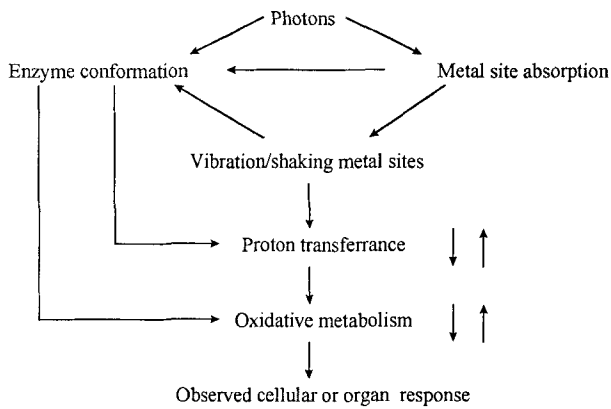 Photons
Enzyme conformation
Metal site absorption
Vibration/shaking metal sites
Proton transferrance
Oxidative metabolism
Observed cellular or organ response